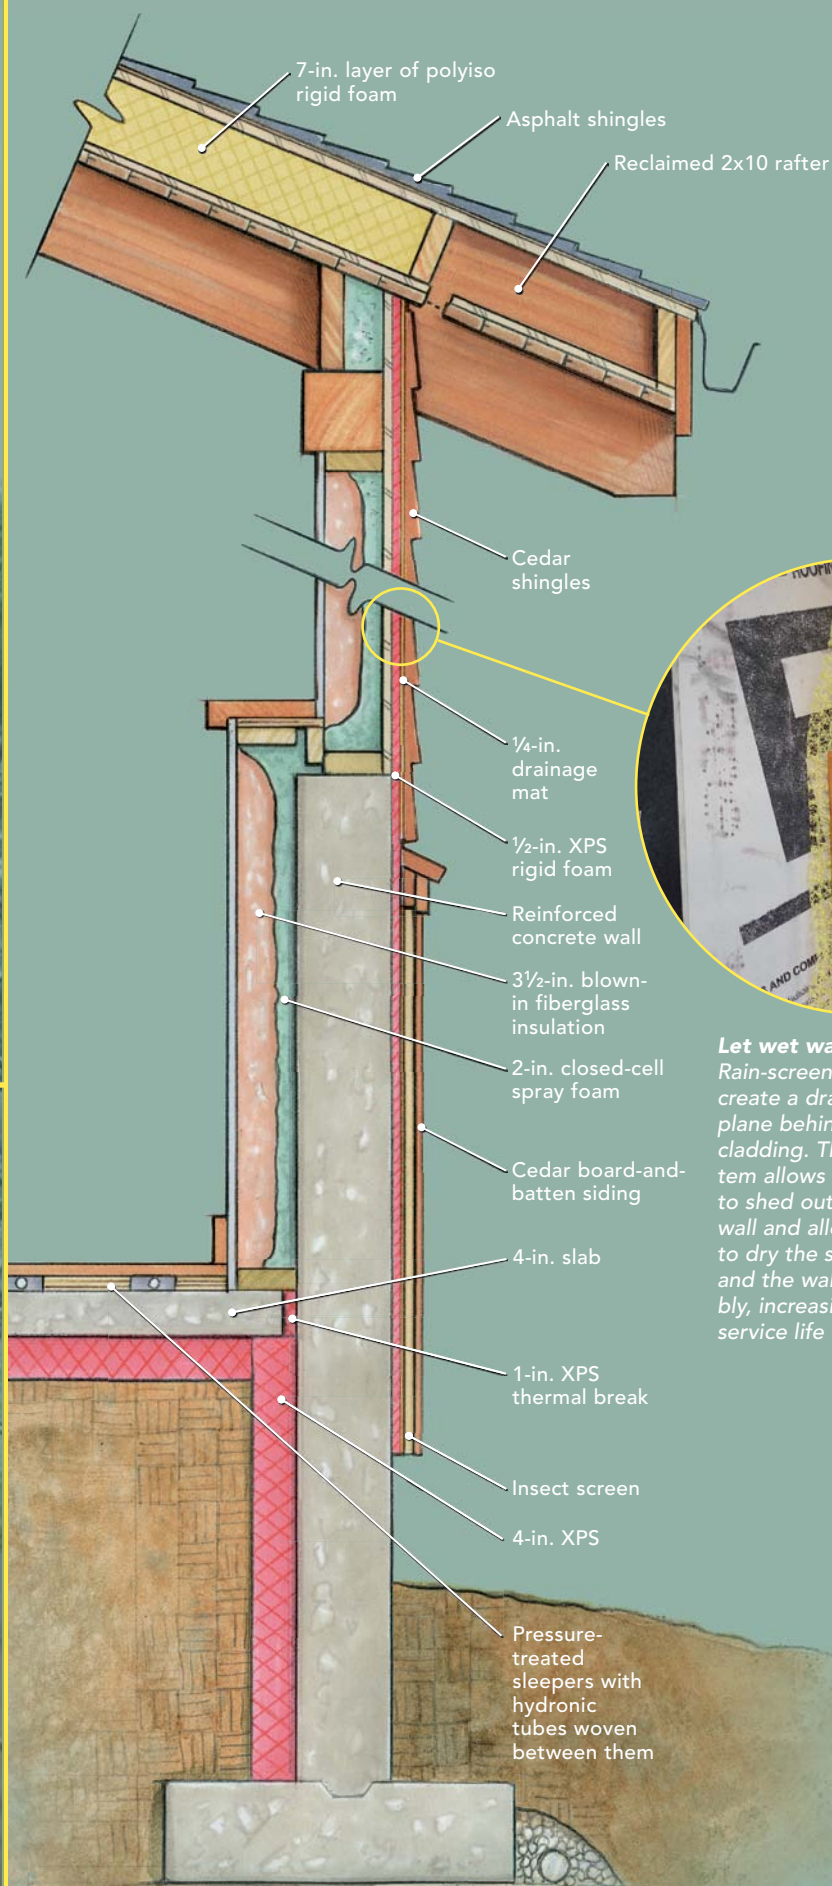 7-in. layer of polyiso
rigid foam
Asphalt shingles
Reclaimed 2x10 rafter
Cedar
shingles
¼-in.
drainage
mat
½-in. XPS
rigid foam
Reinforced
concrete wall
3½-in. blown-
in fiberglass
insulation
2-in. closed-cell
spray foam
Cedar board-and-
batten siding
4-in. slab
1-in. XPS
thermal break
Insect screen
4-in. XPS
Pressure-
treated
sleepers with
hydronic
tubes woven
between them
AND COM
Let wet wa
Rain-screen
create a dra
plane behin
cladding. Th
tem allows
to shed out
wall and allo
to dry the s
and the wal
bly, increasi
service life